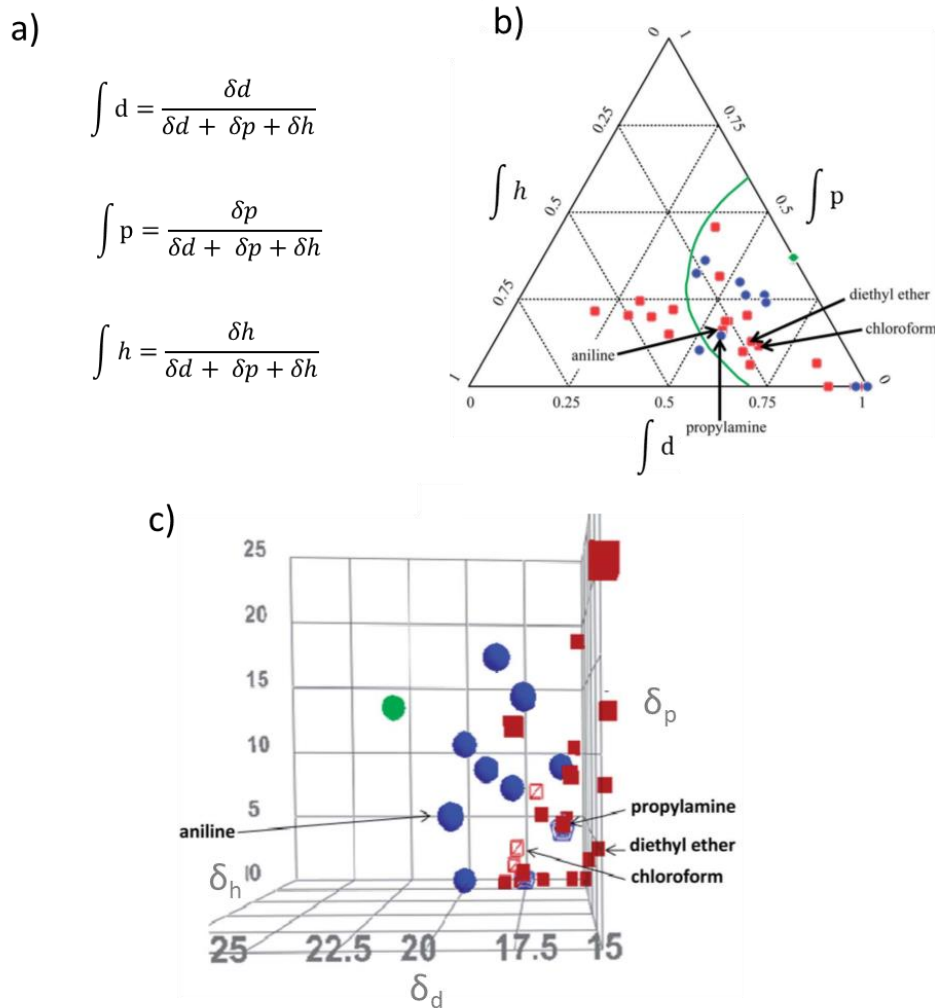 a)
∫ d = δd / (δd + δp + δh)
∫ p = δp / (δd + δp + δh)
∫ h = δh / (δd + δp + δh)
b)
0 1
0.25 0.75
∫ h ∫ p
0.5 0.5
0.75
diethyl ether
chloroform
aniline
1 0
0 0.25 0.5 0.75 1
propylamine
∫ d
c)
25
20
15
δp
10
propylamine
5
aniline
diethyl ether
chloroform
δh
0
25 22.5 20 17.5 15
δd